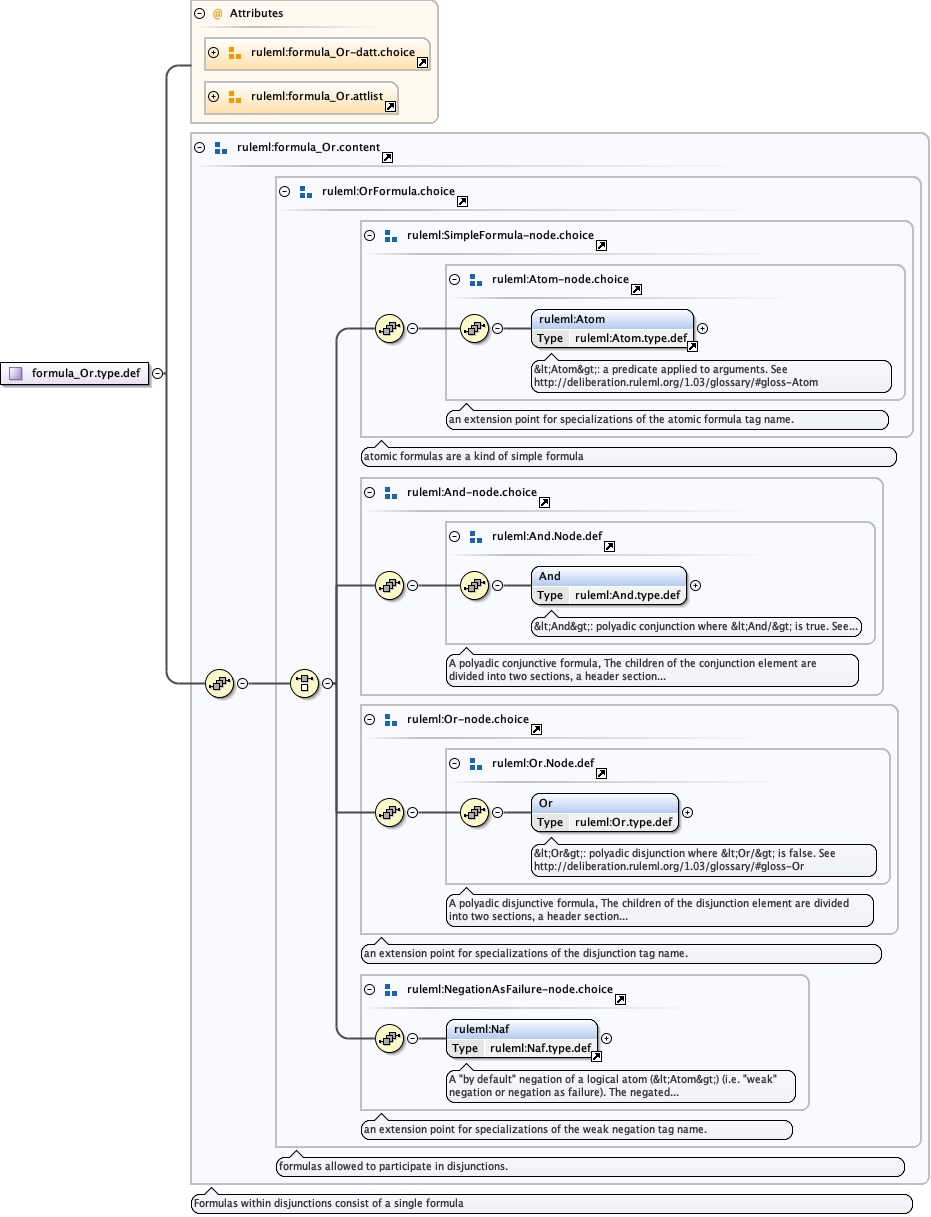 Attributes
ruleml:formula_Or-datt.choice
ruleml:formula_Or.attlist
ruleml:formula_Or.content
ruleml:OrFormula.choice
ruleml:SimpleFormula-node.choice
ruleml:Atom-node.choice
ruleml:Atom
Type ruleml:Atom.type.def
&lt;Atom&gt;: a predicate applied to arguments. See
http://deliberation.ruleml.org/1.03/glossary/#gloss-Atom
an extension point for specializations of the atomic formula tag name.
atomic formulas are a kind of simple formula
formula_Or.type.def
ruleml:And-node.choice
ruleml:And.Node.def
And
Type ruleml:And.type.def
&lt;And&gt;: polyadic conjunction where &lt;And/&gt; is true. See...
A polyadic conjunctive formula, The children of the conjunction element are
divided into two sections, a header section...
ruleml:Or-node.choice
ruleml:Or.Node.def
Or
Type ruleml:Or.type.def
&lt;Or&gt;: polyadic disjunction where &lt;Or/&gt; is false. See
http://deliberation.ruleml.org/1.03/glossary/#gloss-Or
A polyadic disjunctive formula, The children of the disjunction element are divided
into two sections, a header section...
an extension point for specializations of the disjunction tag name.
ruleml:NegationAsFailure-node.choice
ruleml:Naf
Type ruleml:Naf.type.def
A "by default" negation of a logical atom (&lt;Atom&gt;) (i.e. "weak"
negation or negation as failure). The negated...
an extension point for specializations of the weak negation tag name.
formulas allowed to participate in disjunctions.
Formulas within disjunctions consist of a single formula